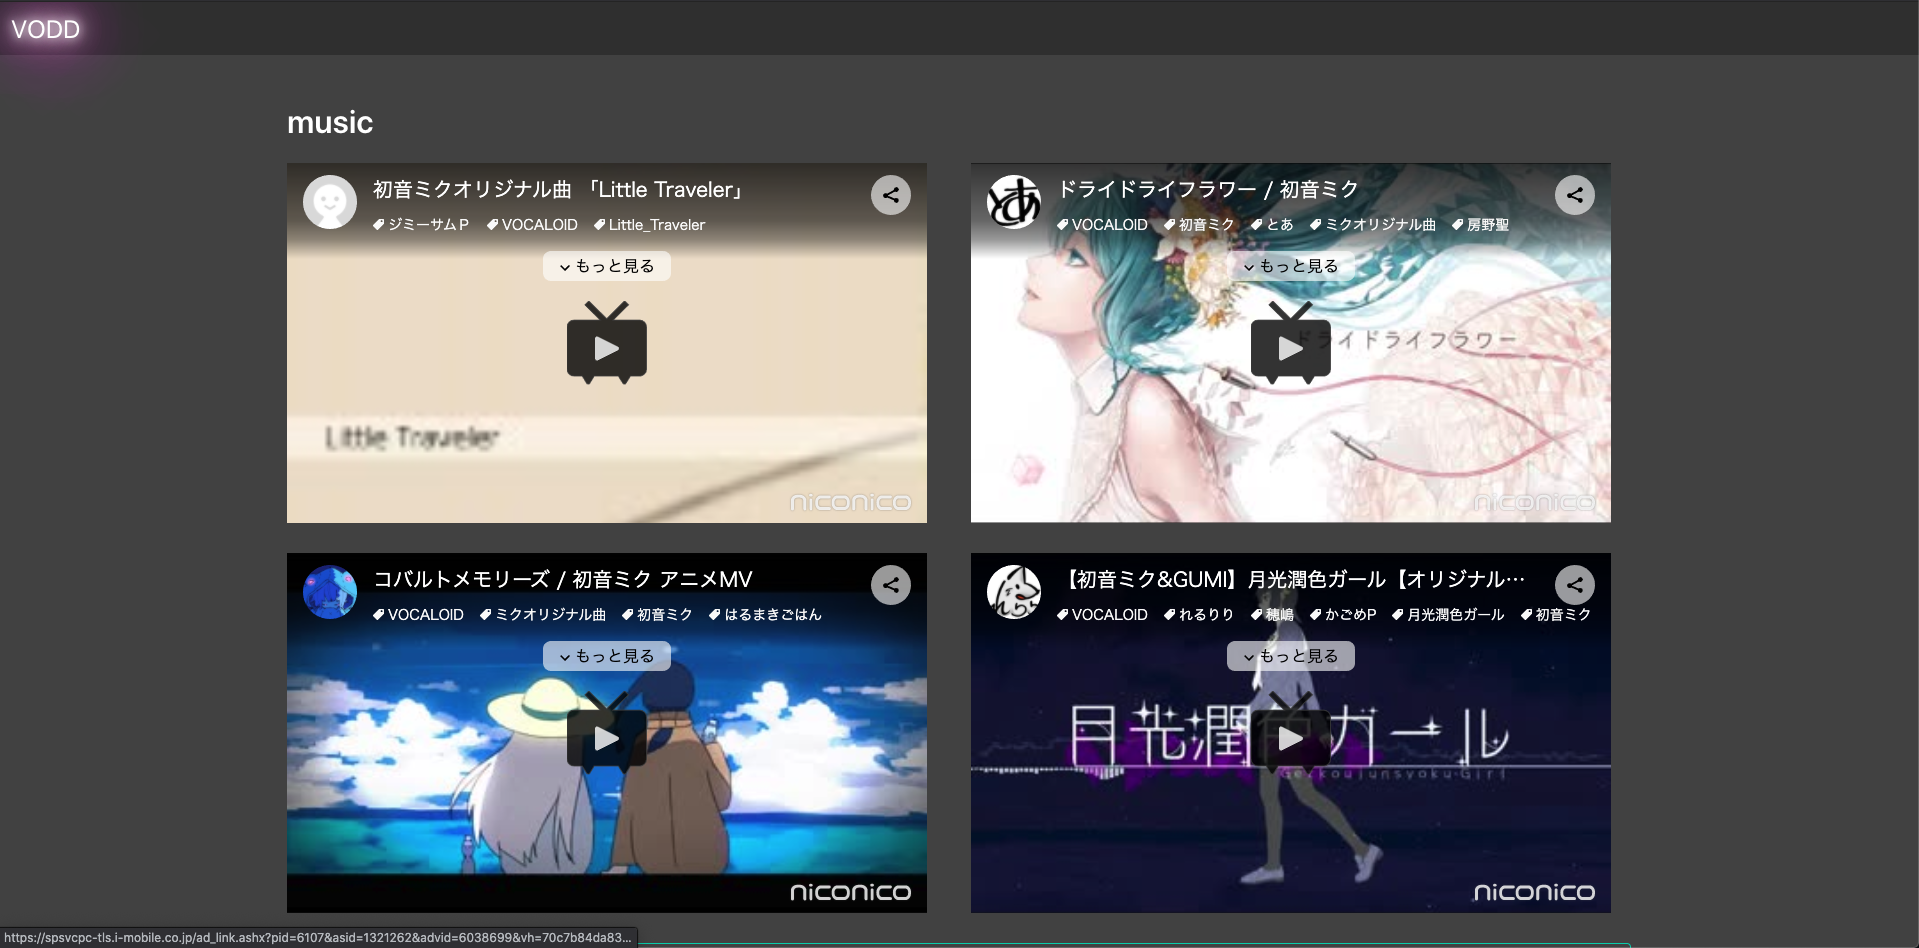 VODD
music
初音ミクオリジナル曲 「Little Traveler」
ジミーサムP VOCALOID Little_Traveler
もっと見る
Little Traveler
niconico
とあ
ドライドライフラワー / 初音ミク
VOCALOID 初音ミク とあ ミクオリジナル曲 房野聖
もっと見る
ドライドライフラワー
niconico
コバルトメモリーズ / 初音ミク アニメMV
VOCALOID ミクオリジナル曲 初音ミク はるまきごはん
もっと見る
niconico
れるりり
【初音ミク&GUMI】月光潤色ガール【オリジナル…
VOCALOID れるりり 穂嶋 かごめP 月光潤色ガール 初音ミク
もっと見る
月光潤色ガール
GekkoujunsyokuGirl
niconico
https://spsvcpc-tls.i-mobile.co.jp/ad_link.ashx?pid=6107&asid=1321262&advid=6038699&vh=70c7b84da83...